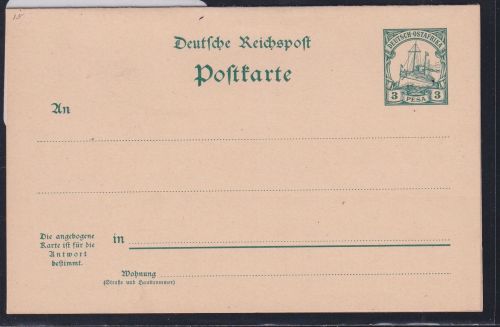 15
Deutsche Reichspost
Postkarte
DEUTSCH-OSTAFRIKA
3 PESA 3
An
Die angebogene
Karte ist für die
Antwort
bestimmt.
in
Wohnung
(Straße und Hausnummer)